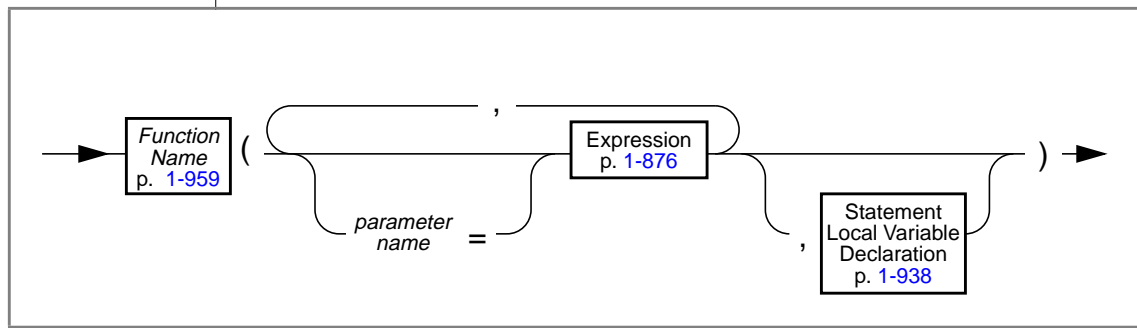 ,
Function
Name
p. 1-959
(
Expression
p. 1-876
)
parameter
name =
,
Statement
Local Variable
Declaration
p. 1-938